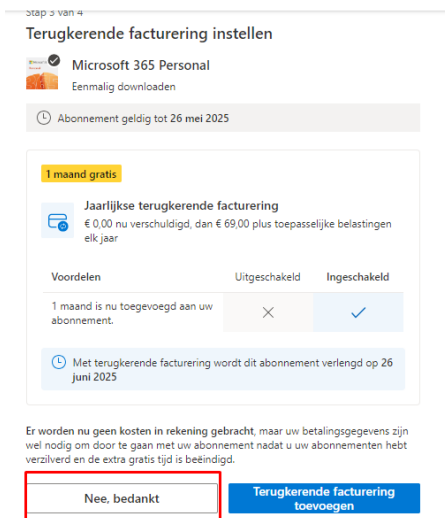 Stap 3 van 4
Terugkerende facturering instellen
Microsoft 365 Personal
Eenmalig downloaden
Abonnement geldig tot 26 mei 2025
1 maand gratis
Jaarlijkse terugkerende facturering
€ 0,00 nu verschuldigd, dan € 69,00 plus toepasselijke belastingen
elk jaar
Voordelen Uitgeschakeld Ingeschakeld
1 maand is nu toegevoegd aan uw
abonnement.
Met terugkerende facturering wordt dit abonnement verlengd op 26
juni 2025
Er worden nu geen kosten in rekening gebracht, maar uw betalingsgegevens zijn
wel nodig om door te gaan met uw abonnement nadat u uw abonnementen hebt
verzilverd en de extra gratis tijd is beëindigd.
Nee, bedankt
Terugkerende facturering
toevoegen